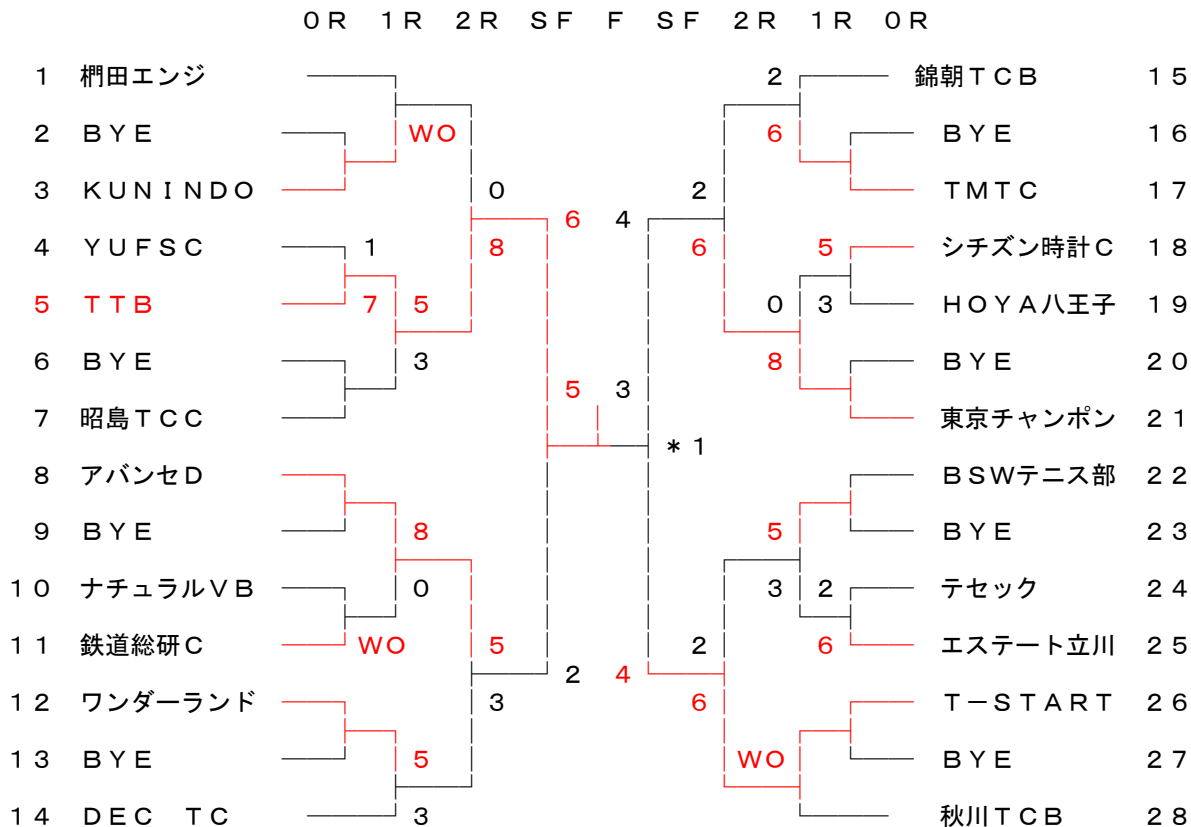 ０Ｒ １Ｒ ２Ｒ ＳＦ Ｆ ＳＦ ２Ｒ １Ｒ ０Ｒ
１ 椚田エンジ ２ 錦朝ＴＣＢ １５
２ ＢＹＥ ＷＯ ６ ＢＹＥ １６
３ ＫＵＮＩＮＤＯ ０ ２ ＴＭＴＣ １７
６ ４
４ ＹＵＦＳＣ １ ８ ６ ５ シチズン時計Ｃ １８
５ ＴＴＢ ７ ５ ０ ３ ＨＯＹＡ八王子 １９
６ ＢＹＥ ３ ８ ＢＹＥ ２０
５ ３
７ 昭島ＴＣＣ 東京チャンポン ２１
＊１
８ アバンセＤ ＢＳＷテニス部 ２２
９ ＢＹＥ ８ ５ ＢＹＥ ２３
１０ ナチュラルＶＢ ０ ３ ２ テセック ２４
１１ 鉄道総研Ｃ ＷＯ ５ ２ ６ エステート立川 ２５
２ ４
１２ ワンダーランド ３ ６ Ｔ－ＳＴＡＲＴ ２６
１３ ＢＹＥ ５ ＷＯ ＢＹＥ ２７
１４ ＤＥＣ ＴＣ ３ 秋川ＴＣＢ ２８